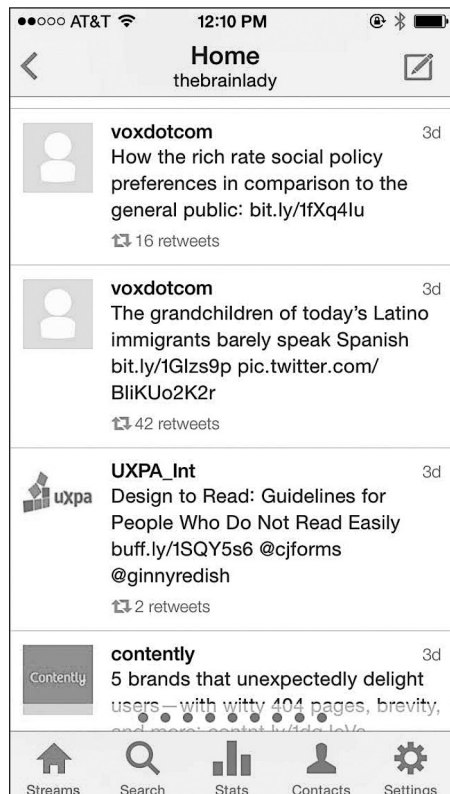 AT&T 12:10 PM
Home
thebrainlady
voxdotcom 3d
How the rich rate social policy
preferences in comparison to the
general public: bit.ly/1fXq4Iu
16 retweets
voxdotcom 3d
The grandchildren of today's Latino
immigrants barely speak Spanish
bit.ly/1GIzs9p pic.twitter.com/
BliKUo2K2r
42 retweets
uxpa
UXPA_Int 3d
Design to Read: Guidelines for
People Who Do Not Read Easily
buff.ly/1SQY5s6 @cjforms
@ginnyredish
2 retweets
Contently
contently 3d
5 brands that unexpectedly delight
users—with witty 404 pages, brevity,
and more:
Streams Search Stats Contacts Settings